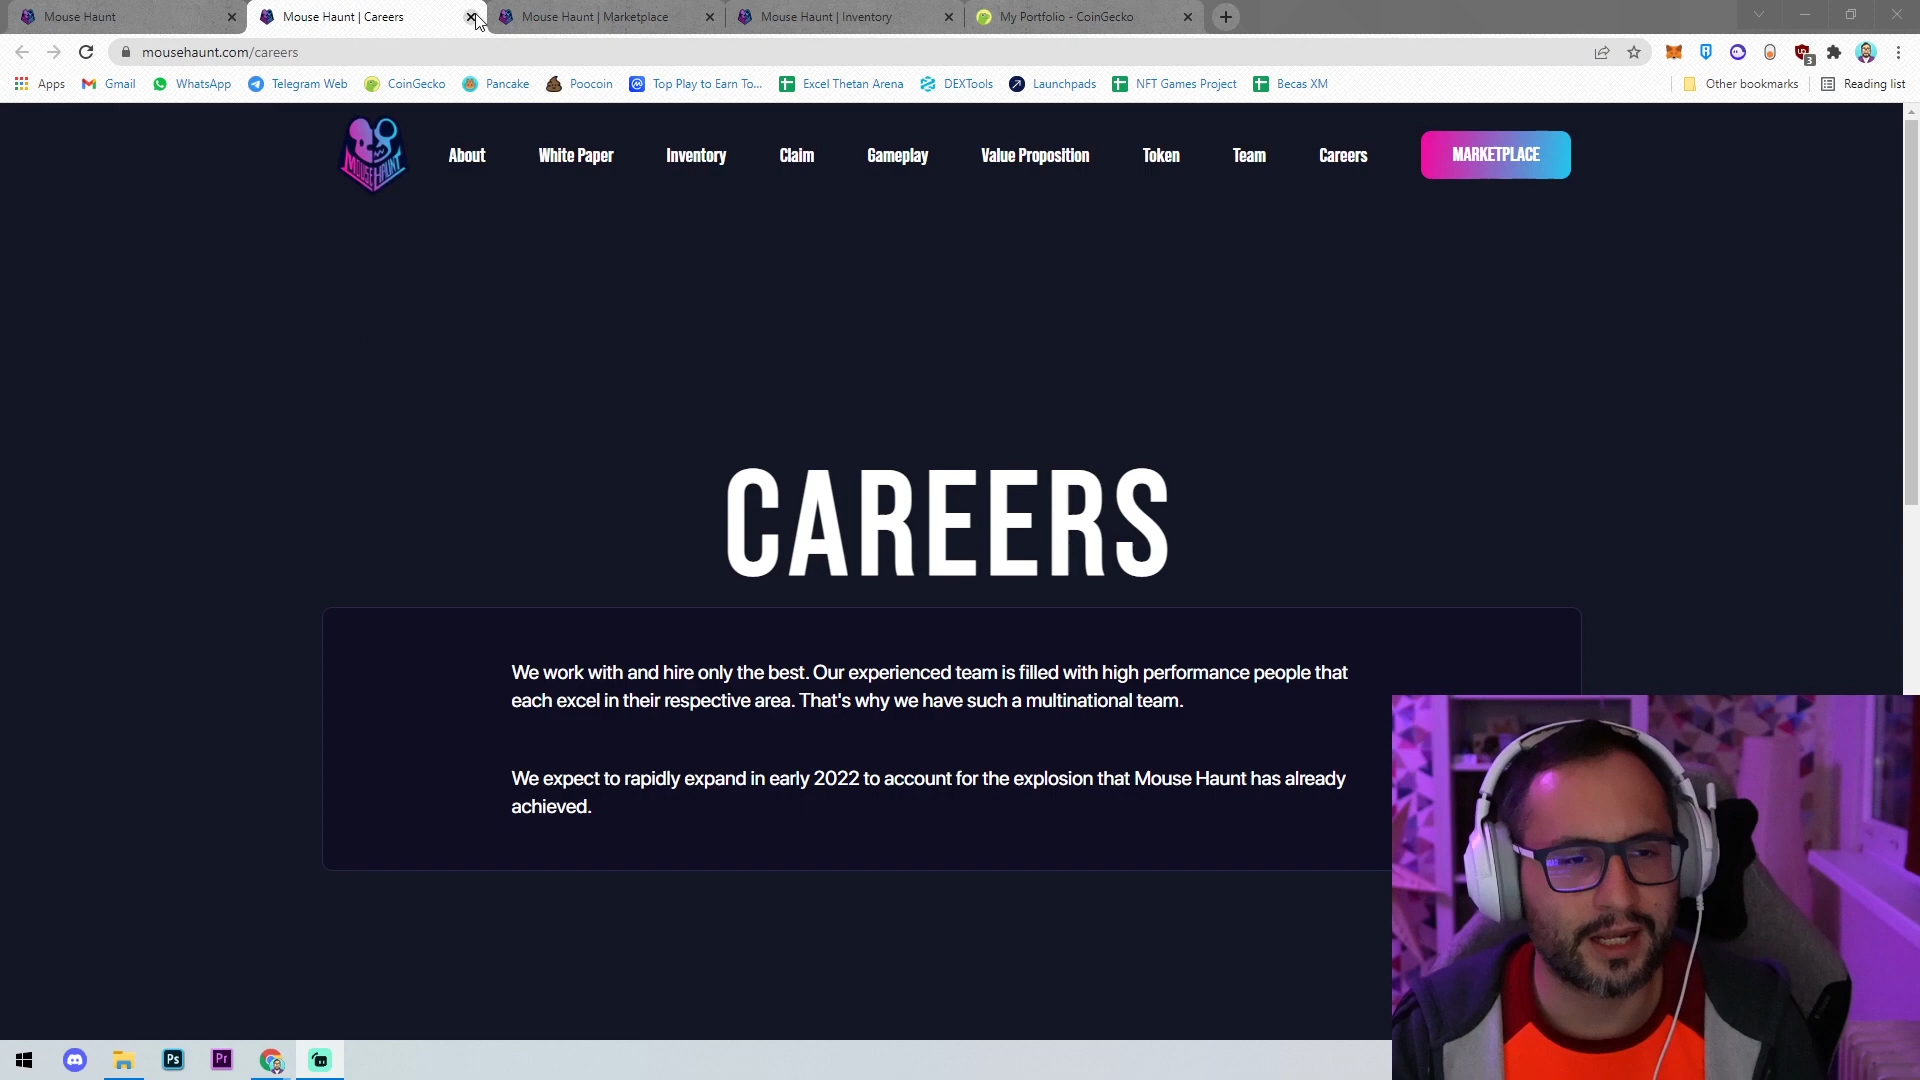 Mouse Haunt
Mouse Haunt | Careers
Mouse Haunt | Marketplace
Mouse Haunt | Inventory
My Portfolio - CoinGecko
mousehaunt.com/careers
3
Apps
Gmail
WhatsApp
Telegram Web
CoinGecko
Pancake
Poocoin
Top Play to Earn To...
Excel Thetan Arena
DEXTools
Launchpads
NFT Games Project
Becas XM
Other bookmarks
Reading list
MOUSE HAUNT
About
White Paper
Inventory
Claim
Gameplay
Value Proposition
Token
Team
Careers
MARKETPLACE
CAREERS
We work with and hire only the best. Our experienced team is filled with high performance people that
each excel in their respective area. That's why we have such a multinational team.
We expect to rapidly expand in early 2022 to account for the explosion that Mouse Haunt has already
achieved.
Ps
Pr